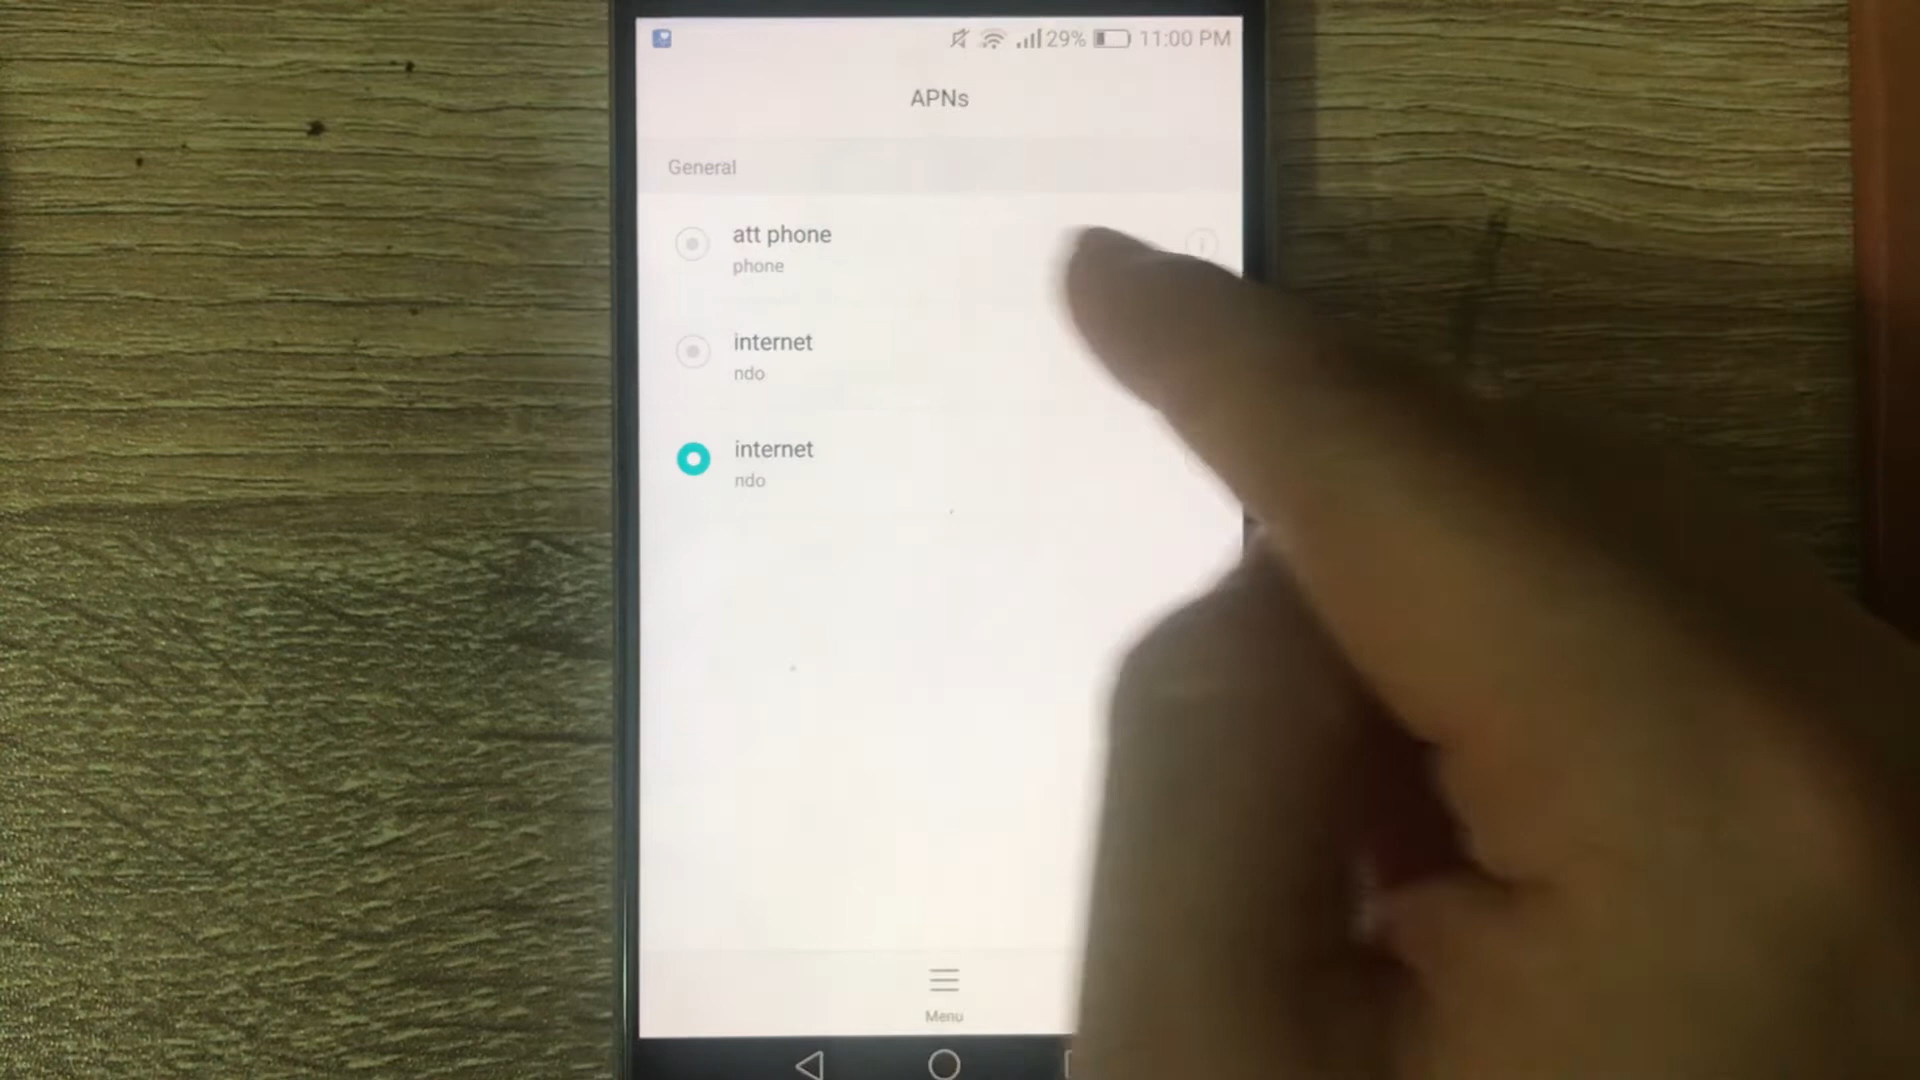 29% 11:00 PM
APNs
General
att phone
phone
internet
ndo
internet
ndo
Menu